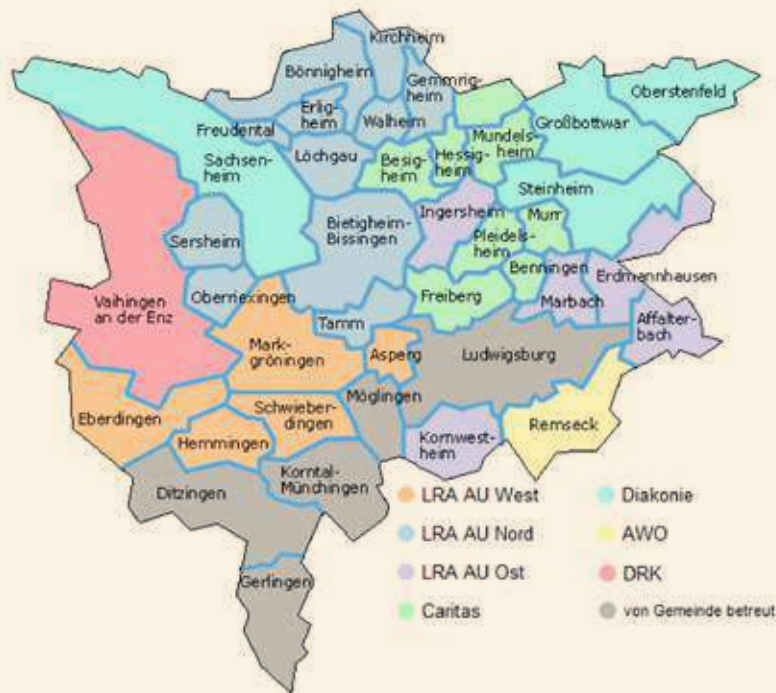 Kirchheim
Bönnigheim
Gemmrig-
heim
Oberstenfeld
Erlig-
heim
Großbottwar
Freudental
Walheim
Mundels-
heim
Löchgau
Besig-
heim
Hessig-
heim
Sachsen-
heim
Steinheim
Ingersheim
Murr
Bietigheim-
Bissingen
Sersheim
Pleidels-
heim
Benningen
Erdmannhausen
Oberriexingen
Freiberg
Marbach
Vaihingen
an der Enz
Tamm
Affalter-
bach
Mark-
gröningen
Asperg
Ludwigsburg
Möglingen
Eberdingen
Schwieber-
dingen
Remseck
Hemmingen
Kornwest-
heim
Korntal-
Münchingen
Ditzingen
Gerlingen
LRA AU West
LRA AU Nord
LRA AU Ost
Caritas
Diakonie
AWO
DRK
von Gemeinde betreut